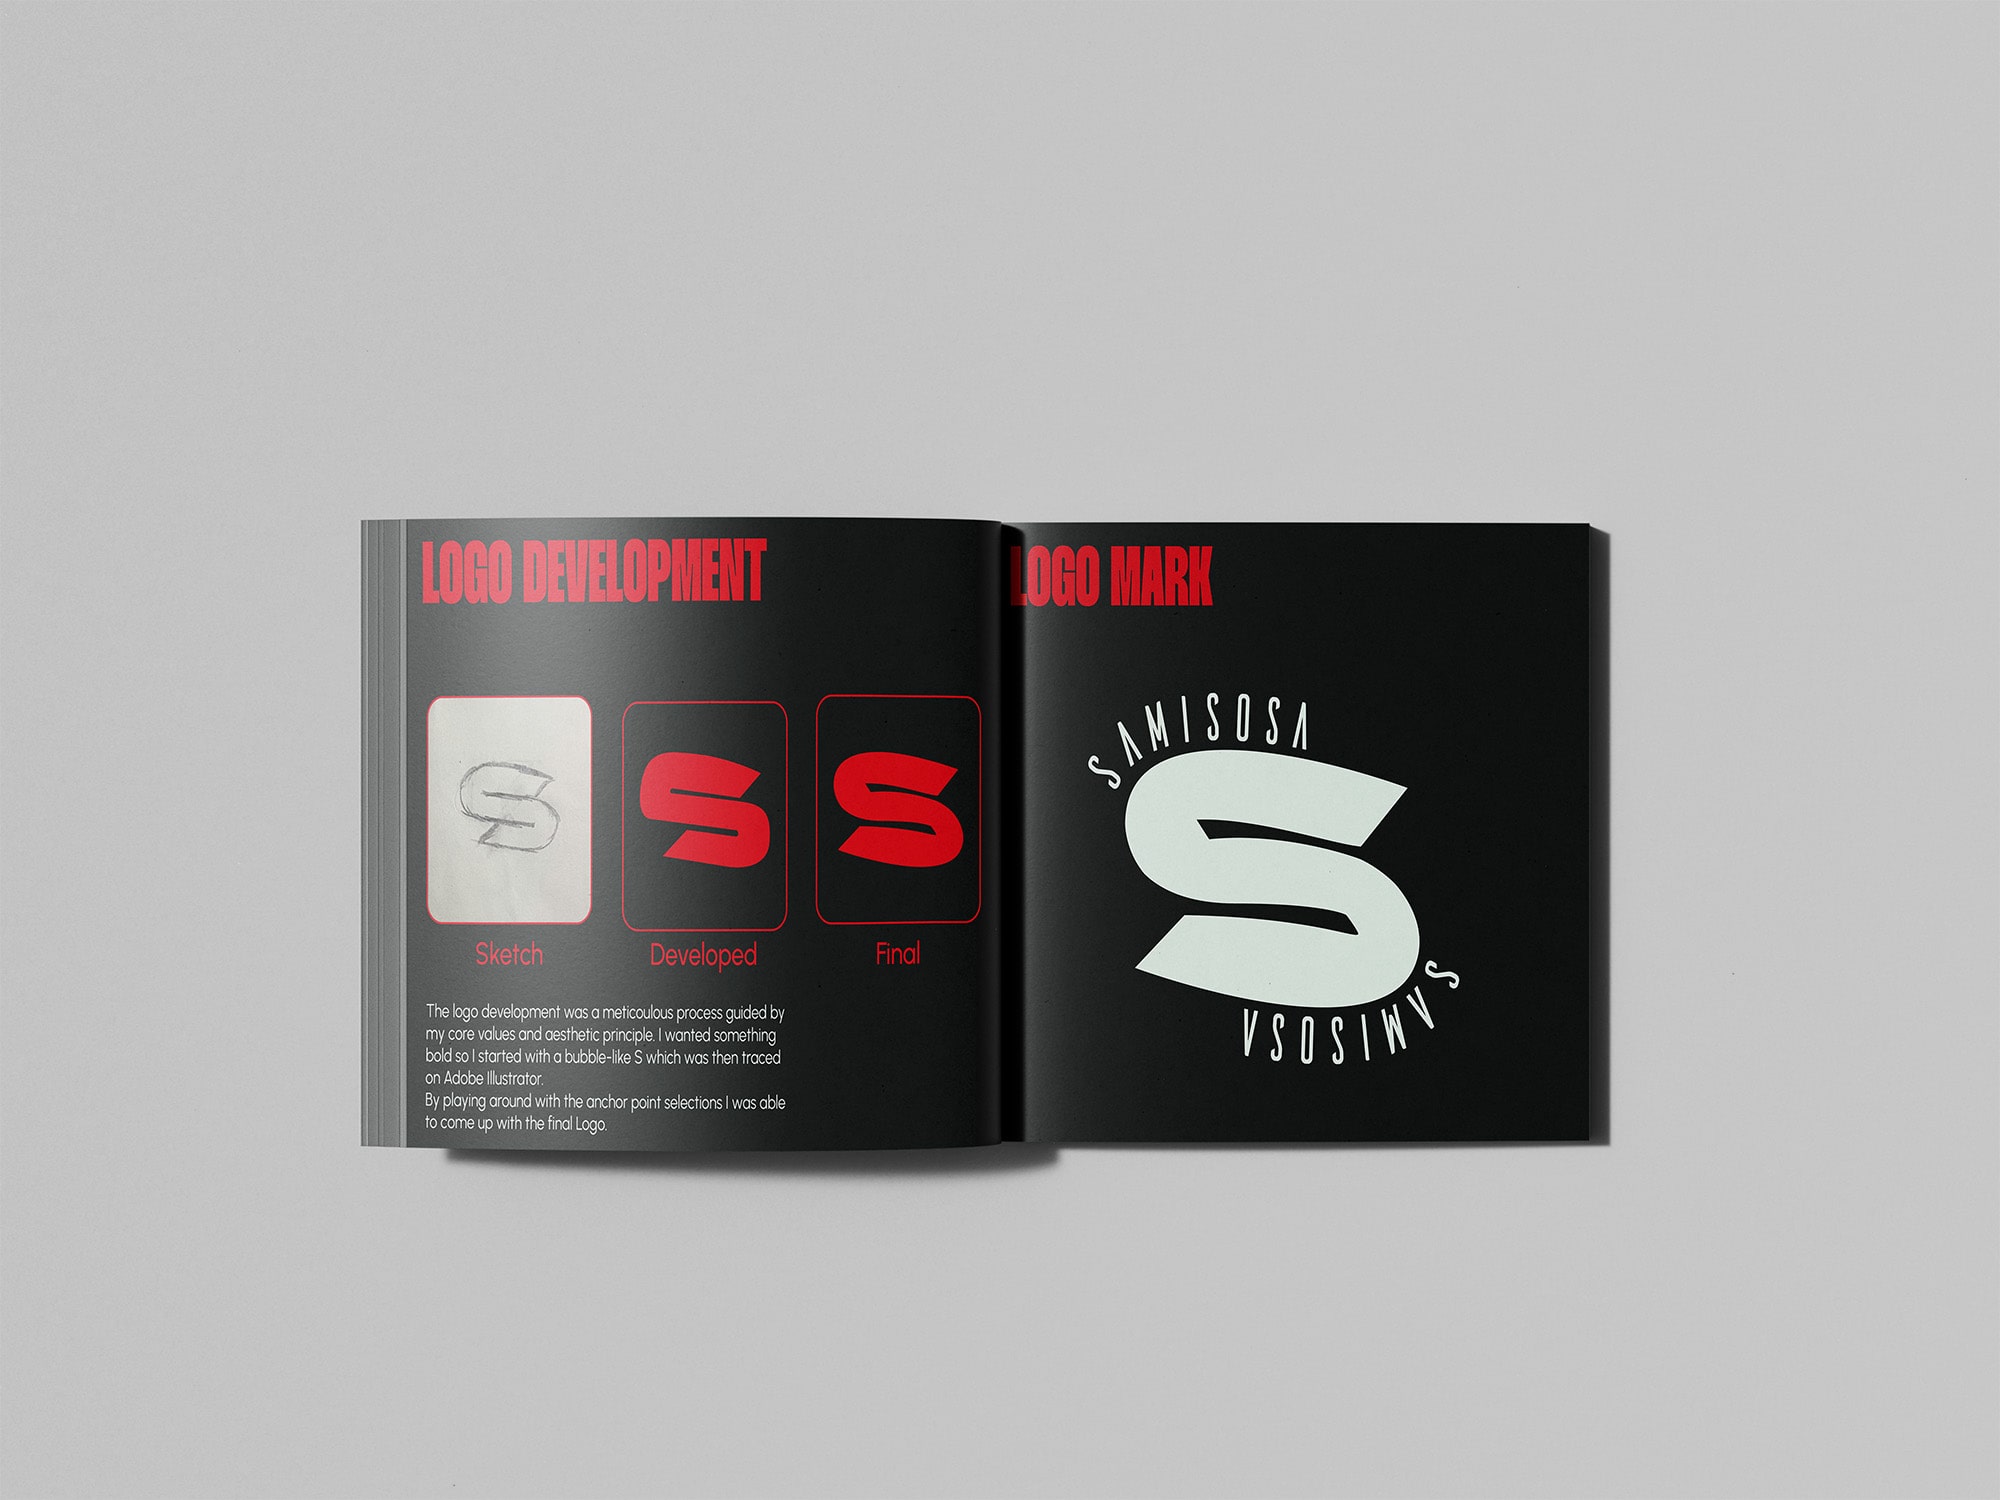 LOGO DEVELOPMENT
Sketch
Developed
Final
The logo development was a meticulous process guided by
my core values and aesthetic principle. I wanted something
bold so I started with a bubble-like S which was then traced
on Adobe Illustrator.
By playing around with the anchor point selections I was able
to come up with the final Logo.
LOGO MARK
SAMISOSA
S
SAMISOSA